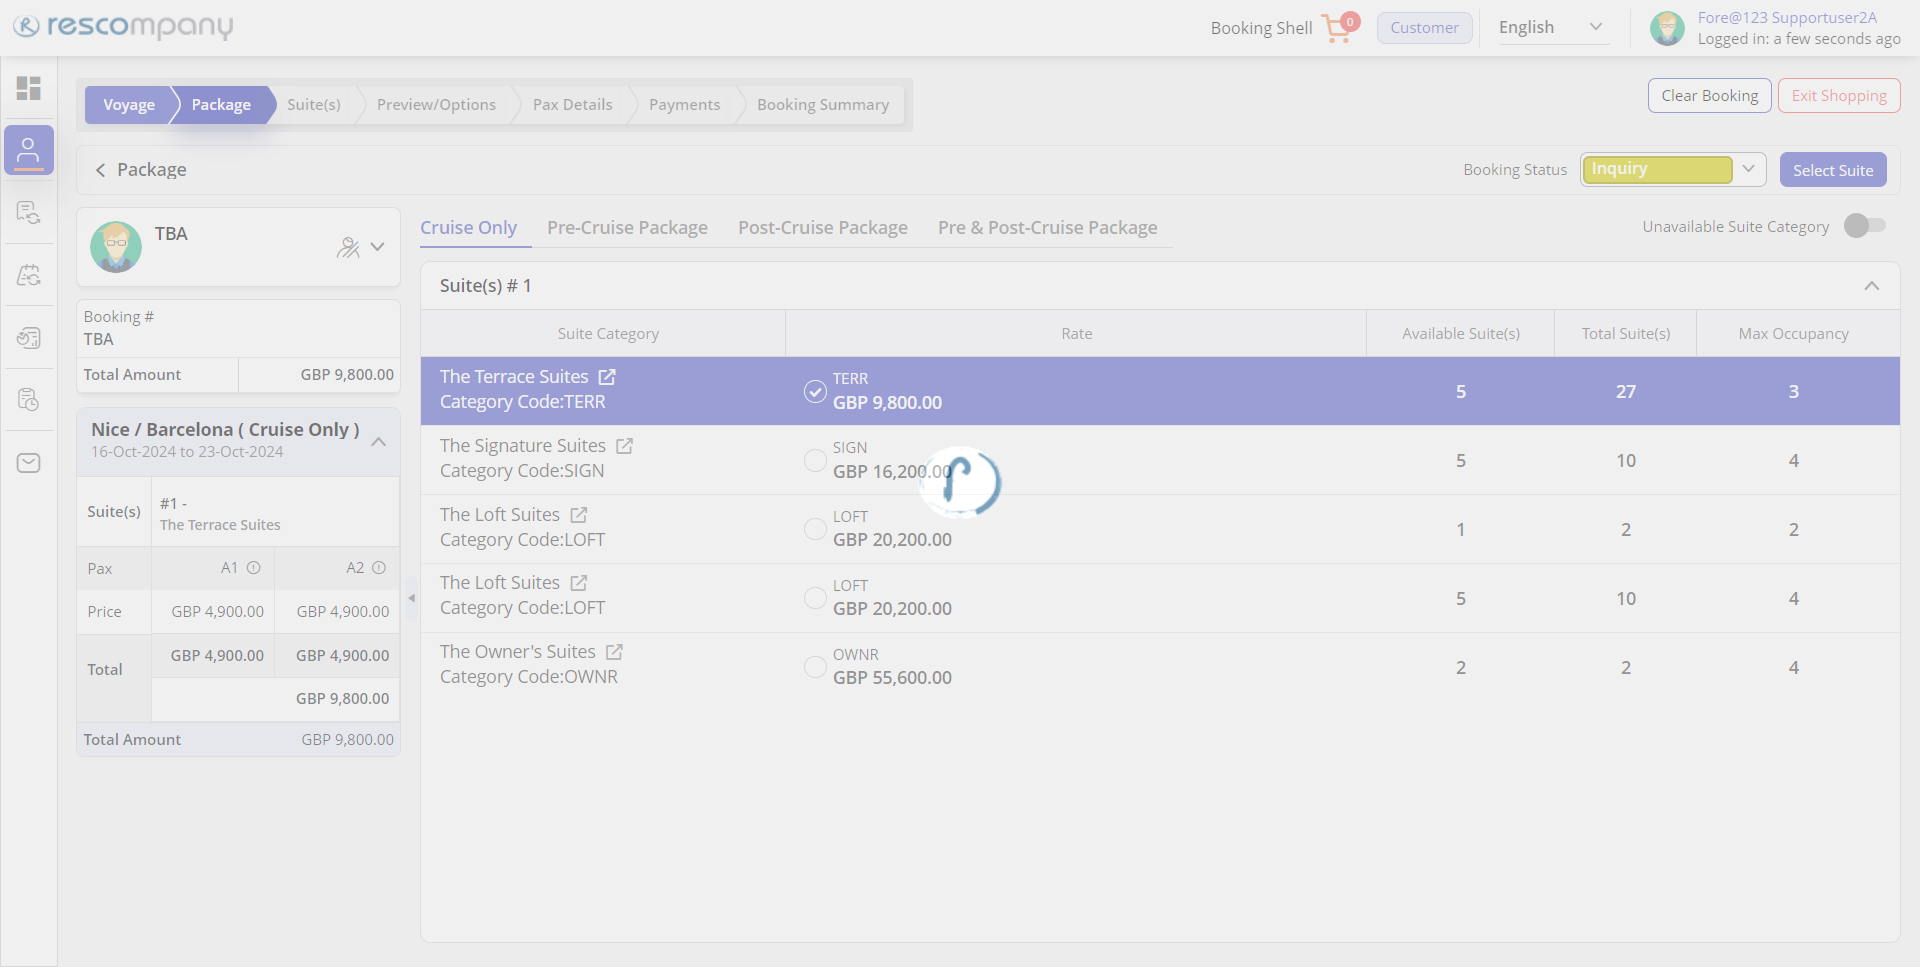 rescompany
Booking Shell
0
Customer
English
Fore@123 Supportuser2A
Logged in: a few seconds ago
Voyage
Package
Suite(s)
Preview/Options
Pax Details
Payments
Booking Summary
Clear Booking
Exit Shopping
Package
Booking Status
Inquiry
Select Suite
TBA
Booking #
TBA
Total Amount
GBP 9,800.00
Nice / Barcelona ( Cruise Only )
16-Oct-2024 to 23-Oct-2024
Suite(s)
#1 -
The Terrace Suites
Pax
A1
A2
Price
GBP 4,900.00
GBP 4,900.00
Total
GBP 4,900.00
GBP 4,900.00
GBP 9,800.00
Total Amount
GBP 9,800.00
Cruise Only
Pre-Cruise Package
Post-Cruise Package
Pre & Post-Cruise Package
Unavailable Suite Category
Suite(s) # 1
Suite Category
Rate
Available Suite(s)
Total Suite(s)
Max Occupancy
The Terrace Suites
Category Code:TERR
TERR
GBP 9,800.00
5
27
3
The Signature Suites
Category Code:SIGN
SIGN
GBP 16,200.00
5
10
4
The Loft Suites
Category Code:LOFT
LOFT
GBP 20,200.00
1
2
2
The Loft Suites
Category Code:LOFT
LOFT
GBP 20,200.00
5
10
4
The Owner's Suites
Category Code:OWNR
OWNR
GBP 55,600.00
2
2
4